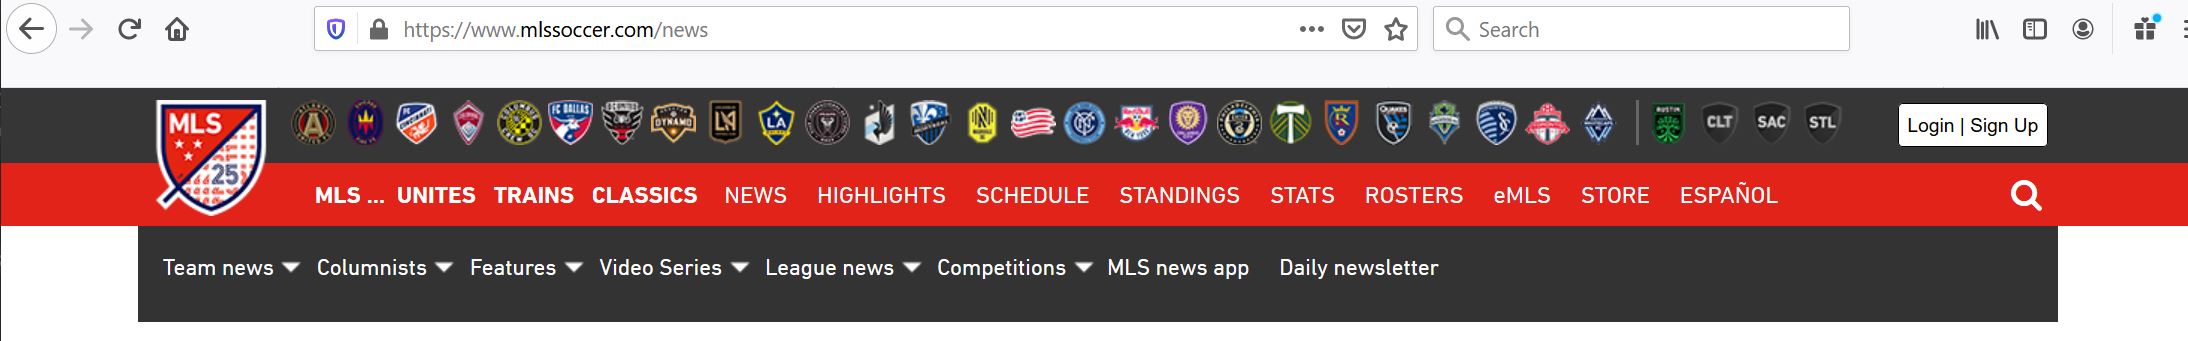 https://www.mlssoccer.com/news
Search
MLS
25
FC DALLAS
DYNAMO
LA
QUAKES
AUSTIN
CLT SAC STL
Login | Sign Up
MLS ... UNITES TRAINS CLASSICS NEWS HIGHLIGHTS SCHEDULE STANDINGS STATS ROSTERS eMLS STORE ESPAÑOL
Team news Columnists Features Video Series League news Competitions MLS news app Daily newsletter